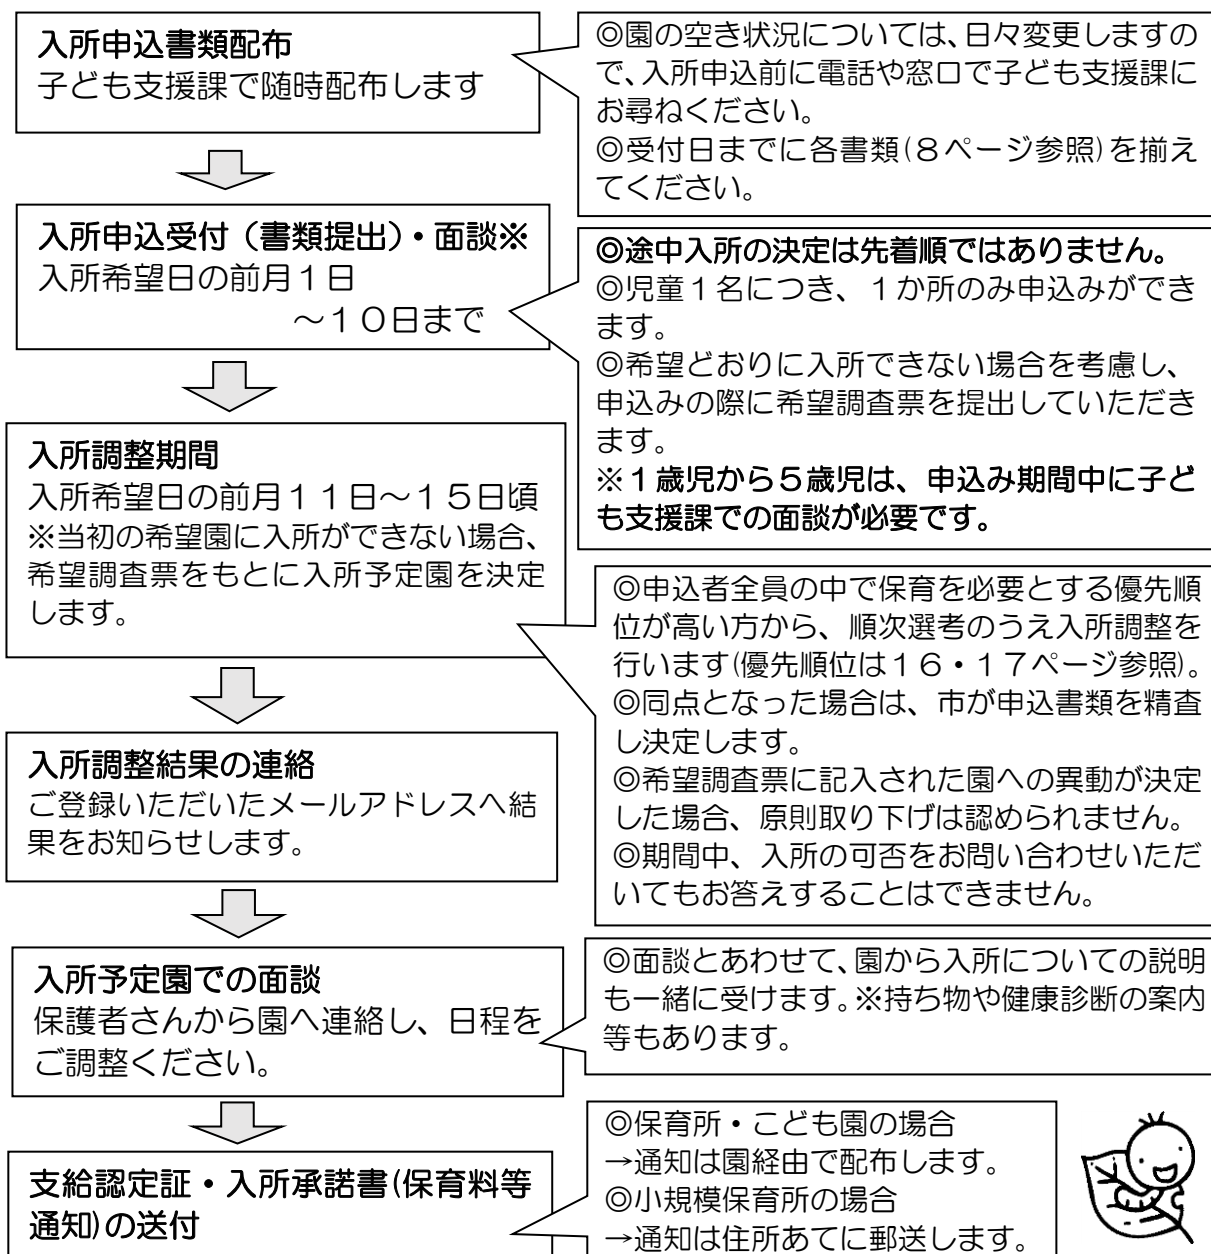 入所申込書類配布
子ども支援課で随時配布します
◎園の空き状況については、日々変更しますの
で、入所申込前に電話や窓口で子ども支援課に
お尋ねください。
◎受付日までに各書類(８ページ参照)を揃え
てください。
入所申込受付（書類提出）・面談※
入所希望日の前月１日
～１０日まで
◎途中入所の決定は先着順ではありません。
◎児童１名につき、１か所のみ申込みができ
ます。
◎希望どおりに入所できない場合を考慮し、
申込みの際に希望調査票を提出していただき
ます。
※１歳児から５歳児は、申込み期間中に子ど
も支援課での面談が必要です。
入所調整期間
入所希望日の前月１１日～１５日頃
※当初の希望園に入所ができない場合、
希望調査票をもとに入所予定園を決定
します。
◎申込者全員の中で保育を必要とする優先順
位が高い方から、順次選考のうえ入所調整を
行います(優先順位は１６・１７ページ参照)。
◎同点となった場合は、市が申込書類を精査
し決定します。
◎希望調査票に記入された園への異動が決定
した場合、原則取り下げは認められません。
◎期間中、入所の可否をお問い合わせいただ
いてもお答えすることはできません。
入所調整結果の連絡
ご登録いただいたメールアドレスへ結
果をお知らせします。
入所予定園での面談
保護者さんから園へ連絡し、日程を
ご調整ください。
◎面談とあわせて、園から入所についての説明
も一緒に受けます。※持ち物や健康診断の案内
等もあります。
支給認定証・入所承諾書(保育料等
通知)の送付
◎保育所・こども園の場合
→通知は園経由で配布します。
◎小規模保育所の場合
→通知は住所あてに郵送します。